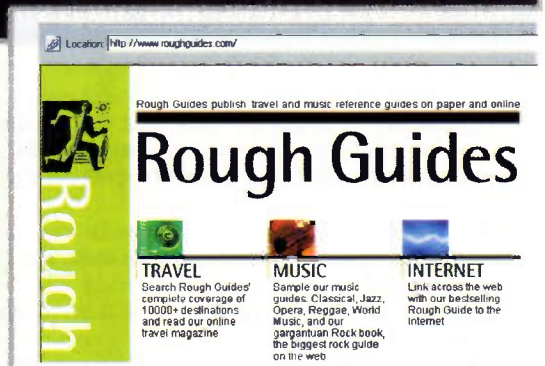 Location: http://www.roughguides.com/
Rough Guides publish travel and music reference guides on paper and online
Rough Guides
Rough
TRAVEL
Search Rough Guides'
complete coverage of
10000+ destinations
and read our online
travel magazine
MUSIC
Sample our music
guides. Classical, Jazz,
Opera, Reggae, World
Music, and our
gargantuan Rock book,
the biggest rock guide
on the web
INTERNET
Link across the web
with our bestselling
Rough Guide to the
Internet